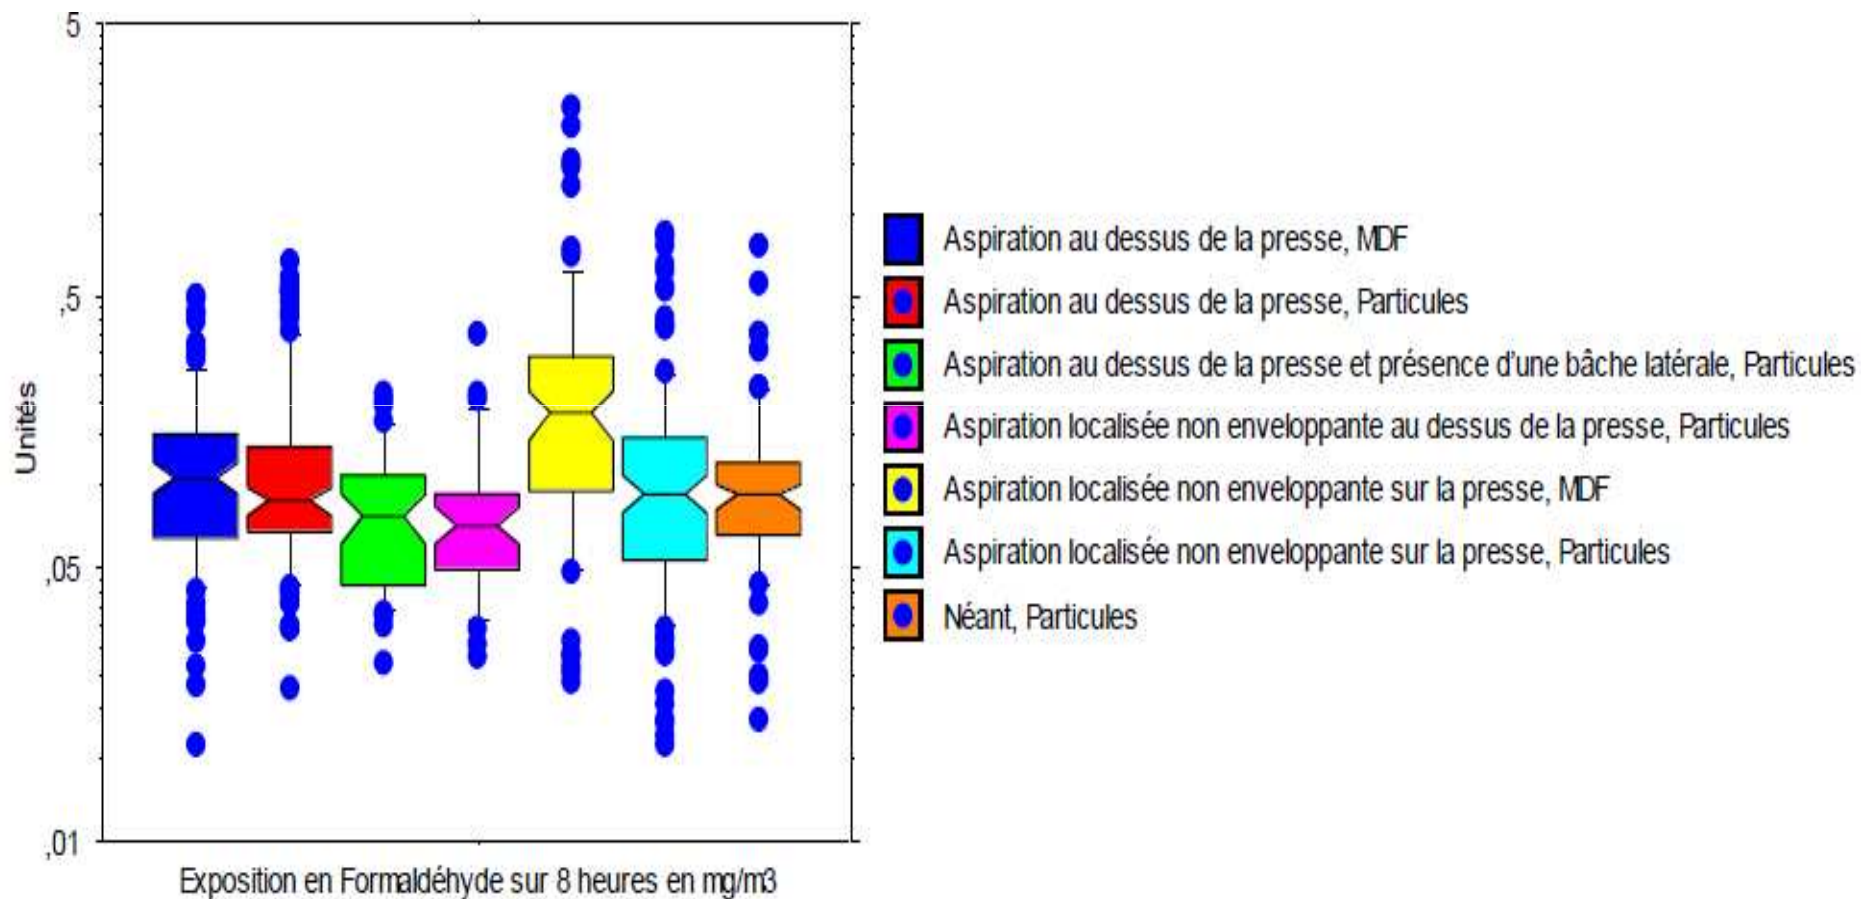 5
,5
,05
,01
Unités
Exposition en Formaldéhyde sur 8 heures en mg/m3
Aspiration au dessus de la presse, MDF
Aspiration au dessus de la presse, Particules
Aspiration au dessus de la presse et présence d'une bâche latérale, Particules
Aspiration localisée non enveloppante au dessus de la presse, Particules
Aspiration localisée non enveloppante sur la presse, MDF
Aspiration localisée non enveloppante sur la presse, Particules
Néant, Particules